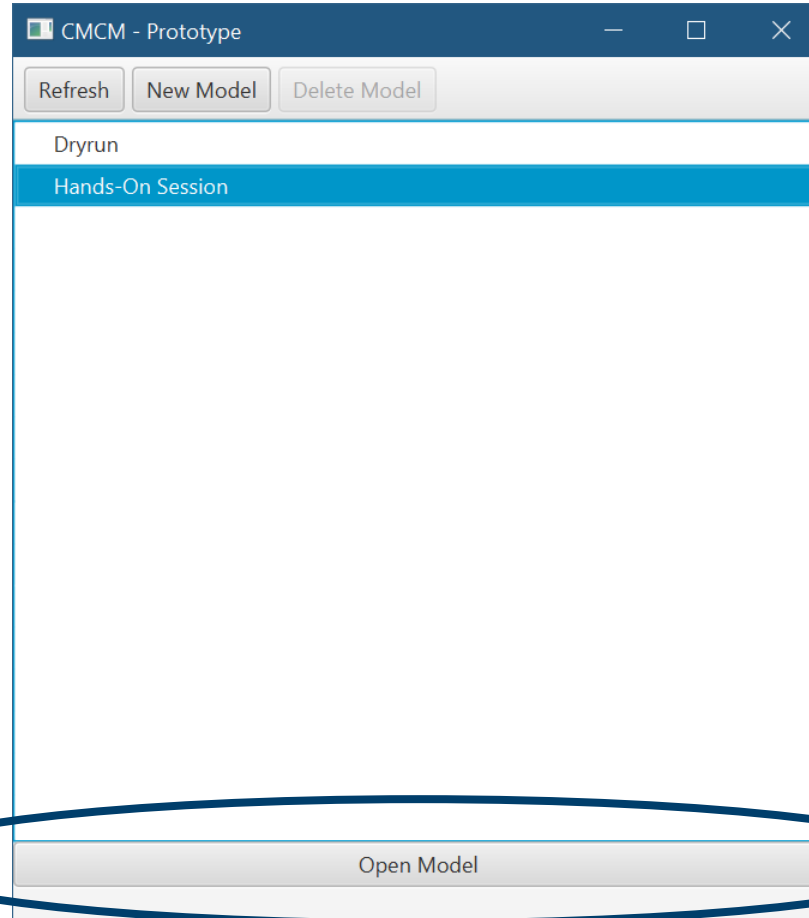 CMCM - Prototype
Refresh New Model Delete Model
Dryrun
Hands-On Session
Open Model